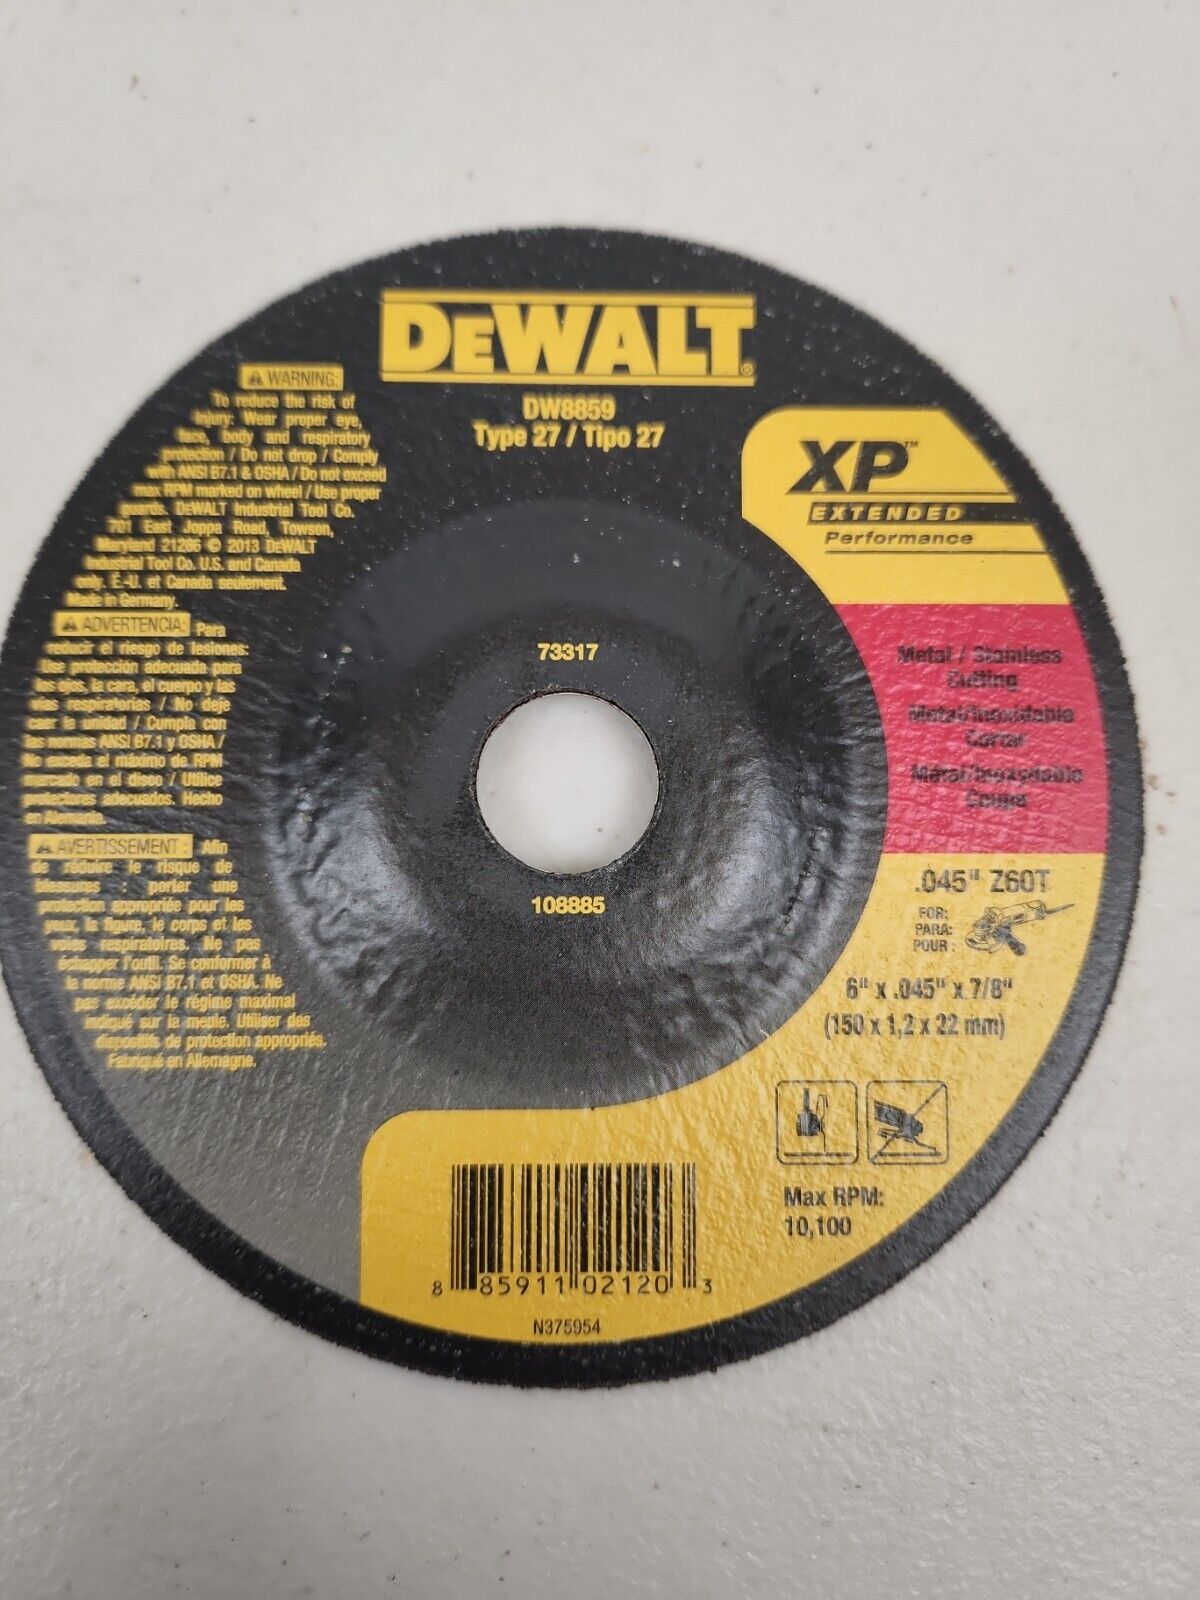 DEWALT®
DW8859
Type 27 / Tipo 27
WARNING:
To reduce the risk of
injury: Wear proper eye,
face, body and respiratory
protection / Do not drop / Comply
with ANSI B7.1 & OSHA / Do not exceed
max RPM marked on wheel / Use proper
guards. DEWALT Industrial Tool Co.
701 East Joppa Road, Towson,
Maryland 21286 © 2013 DEWALT
Industrial Tool Co. U.S. and Canada
only. É.-U. et Canada seulement.
Made in Germany.
ADVERTENCIA: Para
reducir el riesgo de lesiones:
Use protección adecuada para
los ojos, la cara, el cuerpo y las
vías respiratorias / No deje
caer la unidad / Cumpla con
las normas ANSI B7.1 y OSHA /
No exceda el máximo de RPM
marcado en el disco / Utilice
protectores adecuados. Hecho
en Alemania.
AVERTISSEMENT : Afin
de réduire le risque de
blessures : porter une
protection appropriée pour les
yeux, la figure, le corps et les
voies respiratoires. Ne pas
échapper l'outil. Se conformer à
la norme ANSI B7.1 et OSHA. Ne
pas excéder le régime maximal
indiqué sur la meule. Utiliser des
dispositifs de protection appropriés.
Fabriqué en Allemagne.
73317
108885
XP™
EXTENDED
Performance
Metal / Stainless
Cutting
Metal/Inoxidable
Cortar
Métal/Inoxydable
Coupe
.045" Z60T
FOR:
PARA:
POUR :
6" x .045" x 7/8"
(150 x 1,2 x 22 mm)
Max RPM:
10,100
8 85911 02120 3
N375954